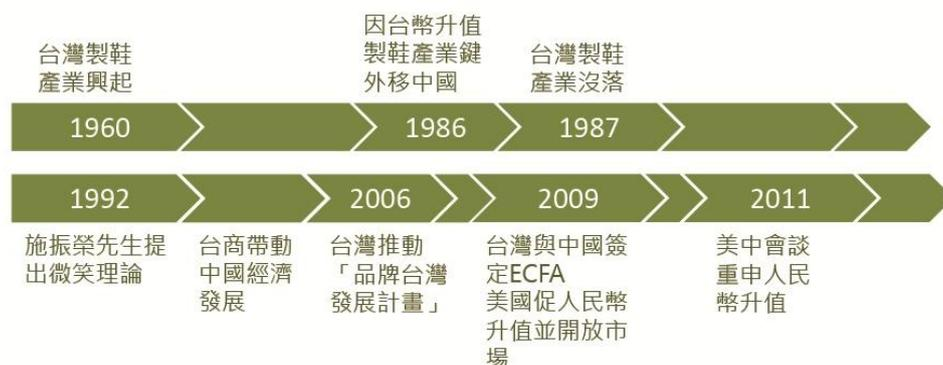 台灣製鞋
產業興起
因台幣升值
製鞋產業鍵
外移中國
台灣製鞋
產業沒落
1960
1986
1987
1992
2006
2009
2011
施振榮先生提
出微笑理論
台商帶動
中國經濟
發展
台灣推動
「品牌台灣
發展計畫」
台灣與中國簽
定ECFA
美國促人民幣
升值並開放市
場
美中會談
重申人民
幣升值